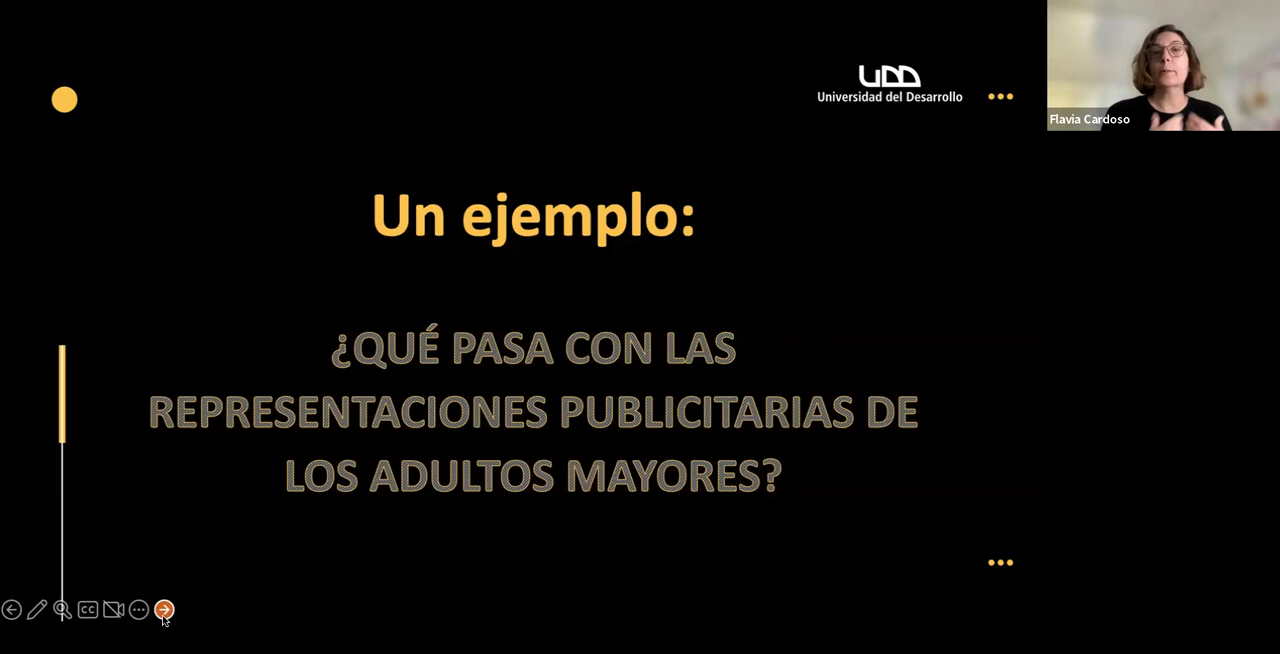 UDD
Universidad del Desarrollo
Flavia Cardoso
Un ejemplo:
¿QUÉ PASA CON LAS
REPRESENTACIONES PUBLICITARIAS DE
LOS ADULTOS MAYORES?
CC